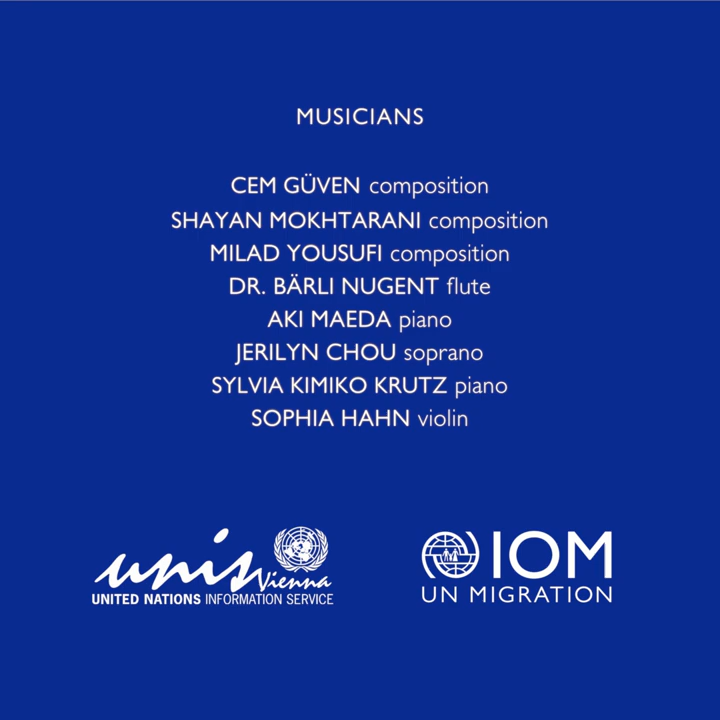 MUSICIANS
CEM GÜVEN composition
SHAYAN MOKHTARANI composition
MILAD YOUSUFI composition
DR. BÄRLI NUGENT flute
AKI MAEDA piano
JERILYN CHOU soprano
SYLVIA KIMIKO KRUTZ piano
SOPHIA HAHN violin
unis Vienna
UNITED NATIONS INFORMATION SERVICE
IOM
UN MIGRATION